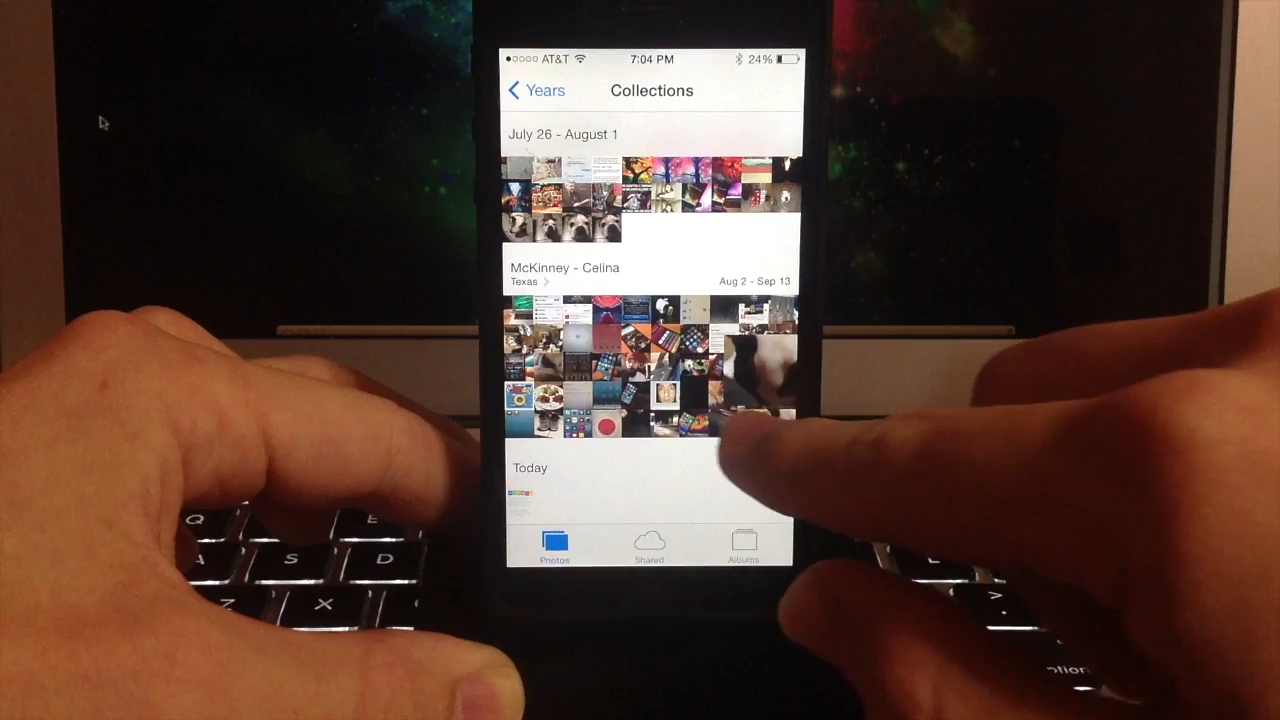 AT&T 7:04 PM 24%
Years Collections
July 26 - August 1
McKinney - Celina
Texas Aug 2 - Sep 13
Today
Photos Shared Albums
Q E
A S D
Z X
>
.
ption